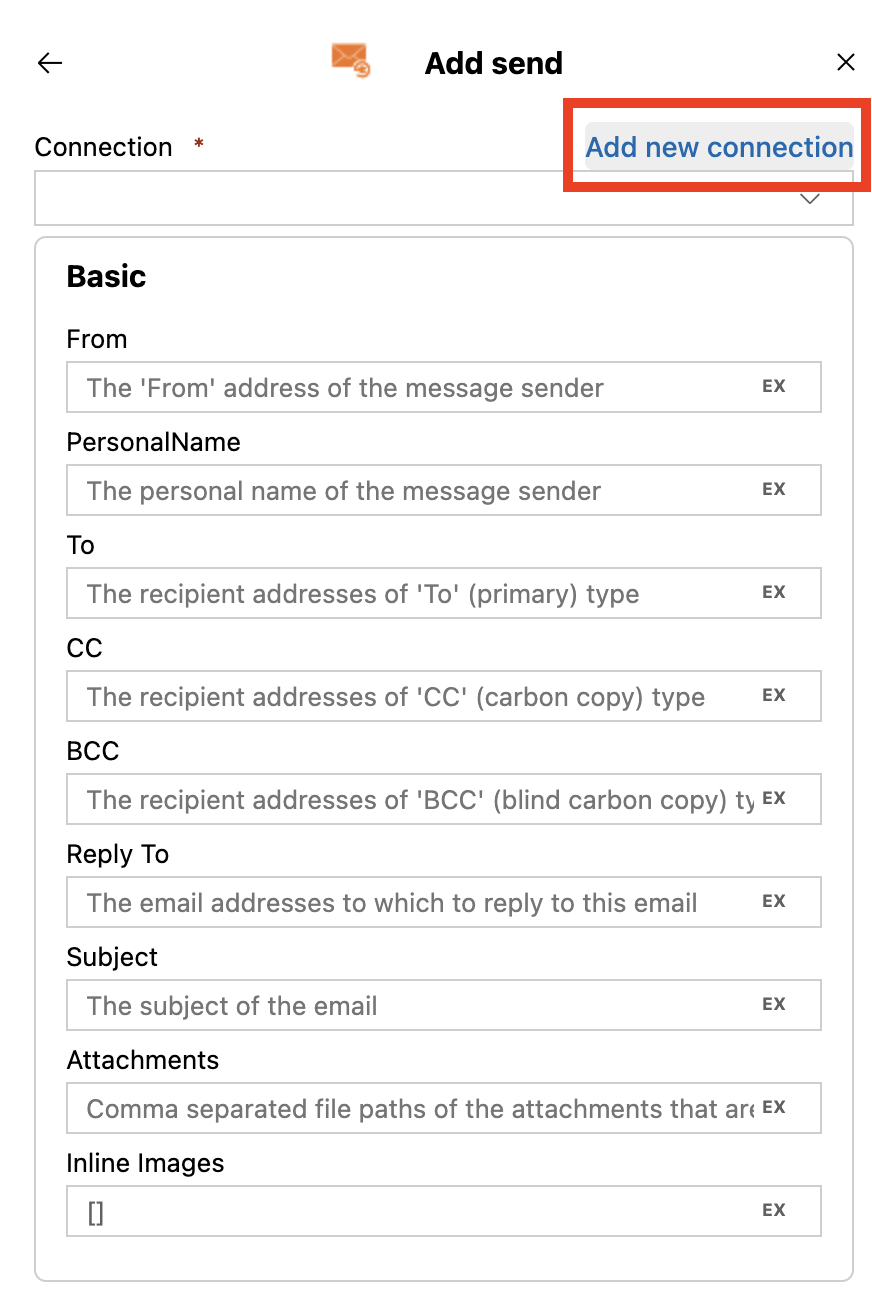 Add send
Connection *
Add new connection
Basic
From
The 'From' address of the message sender EX
PersonalName
The personal name of the message sender EX
To
The recipient addresses of 'To' (primary) type EX
CC
The recipient addresses of 'CC' (carbon copy) type EX
BCC
The recipient addresses of 'BCC' (blind carbon copy) ty EX
Reply To
The email addresses to which to reply to this email EX
Subject
The subject of the email EX
Attachments
Comma separated file paths of the attachments that are EX
Inline Images
[] EX